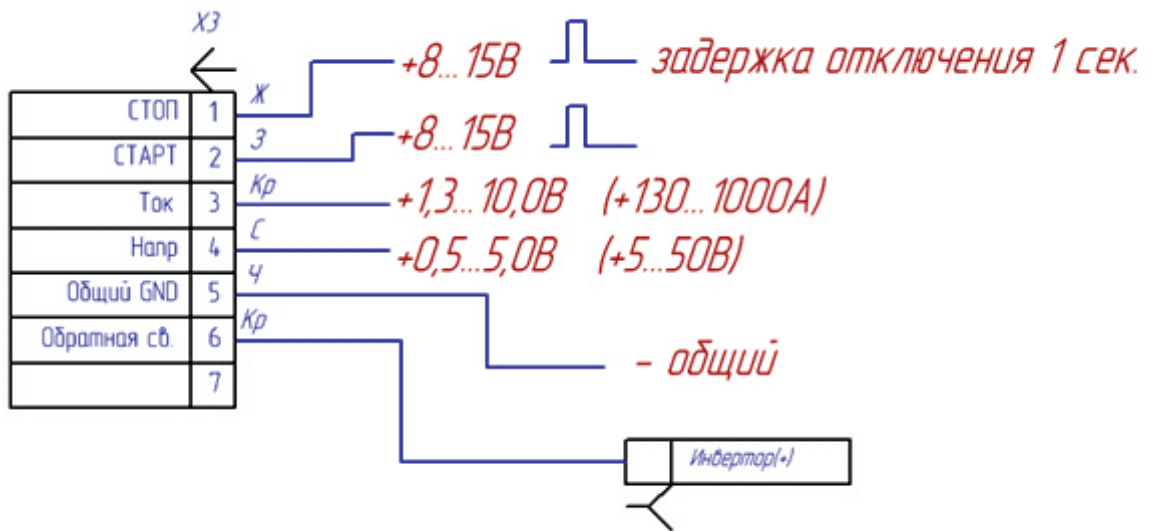 X3
СТОП 1 Ж +8...15В задержка отключения 1 сек.
СТАРТ 2 З +8...15В
Ток 3 Кр +1,3...10,0В (+130...1000А)
Напр 4 С +0,5...5,0В (+5...50В)
Общий GND 5 Ч - общий
Обратная св. 6 Кр
7
Инвертор(+)